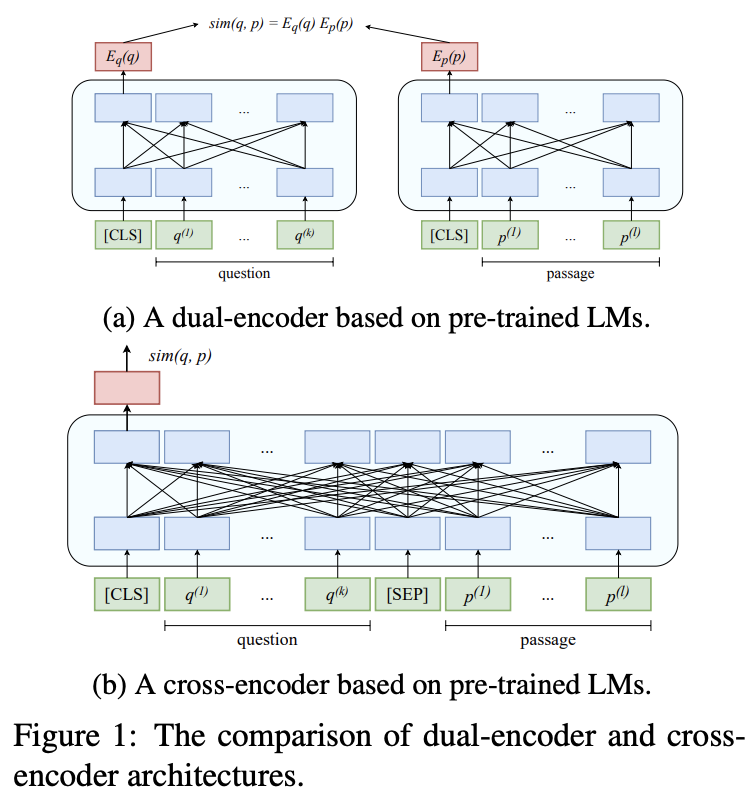 sim(q, p) = E_q(q) E_p(p)
E_q(q) E_p(p)
... ...
... ...
[CLS] q^(1) ... q^(k) [CLS] p^(1) ... p^(l)
question passage
(a) A dual-encoder based on pre-trained LMs.
sim(q, p)
... ...
... ...
[CLS] q^(1) ... q^(k) [SEP] p^(1) ... p^(l)
question passage
(b) A cross-encoder based on pre-trained LMs.
Figure 1: The comparison of dual-encoder and cross-
encoder architectures.